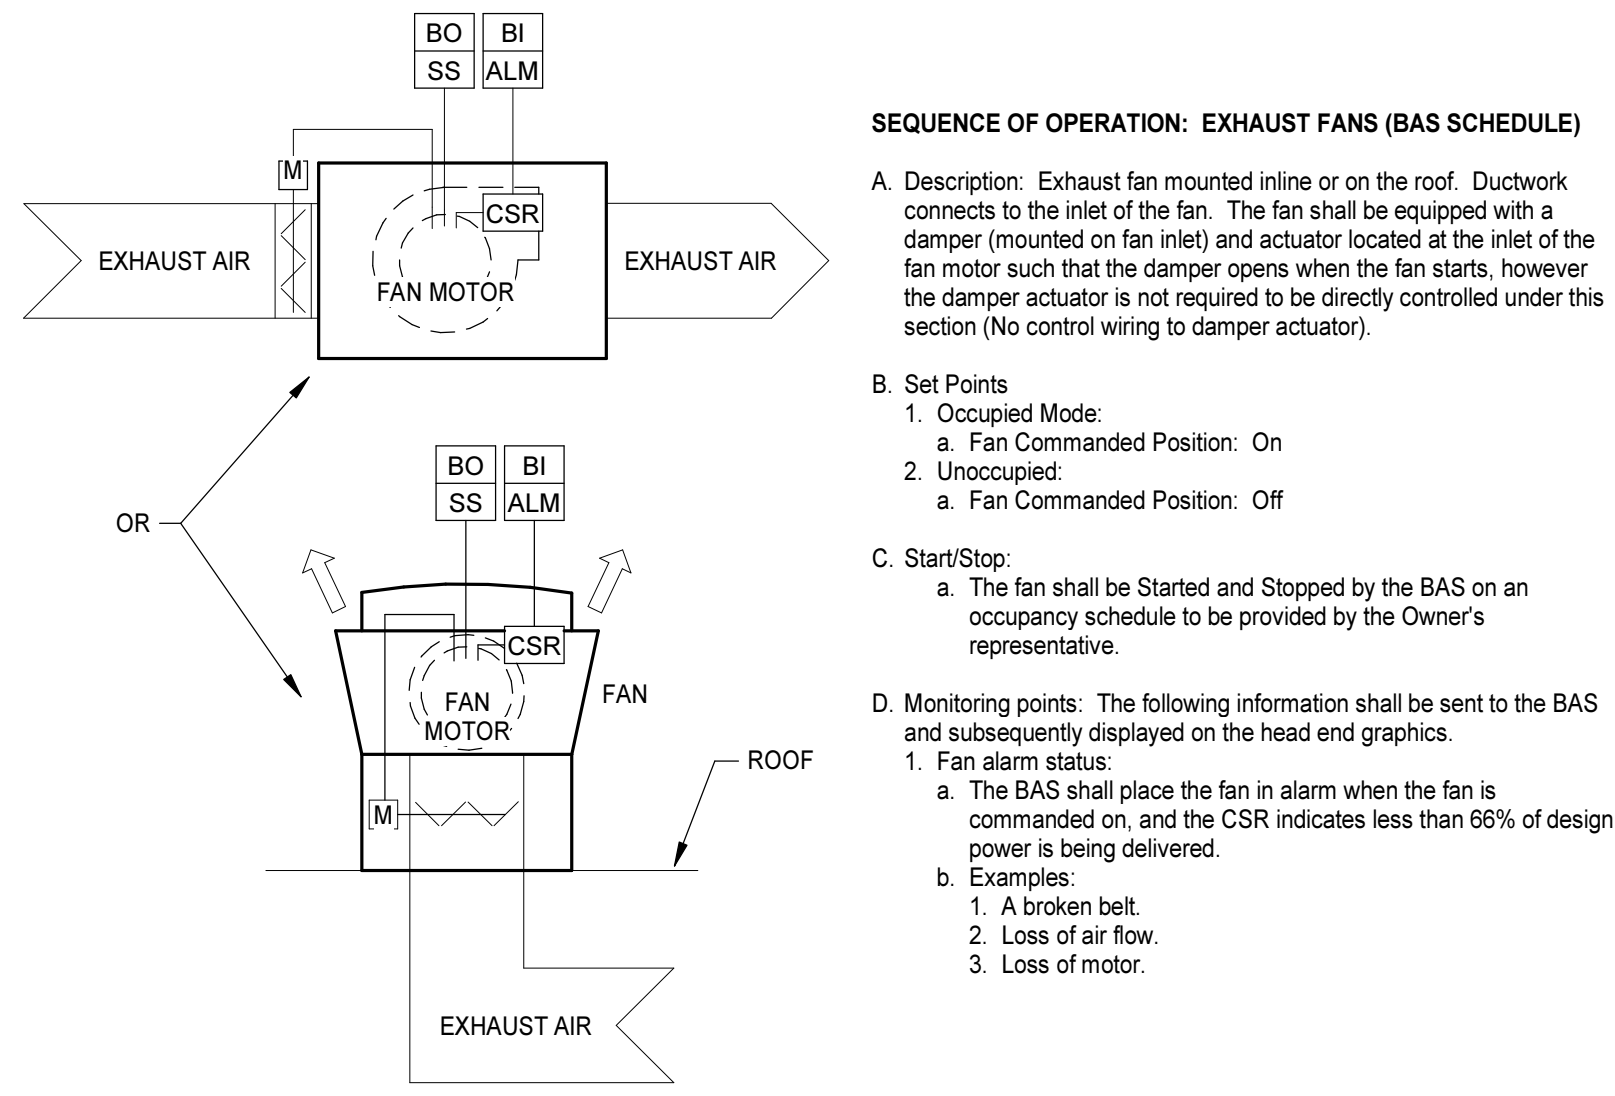 BO
SS
BI
ALM
[M]
CSR
EXHAUST AIR
FAN MOTOR
EXHAUST AIR
OR
BO
SS
BI
ALM
CSR
FAN
MOTOR
FAN
ROOF
[M]
EXHAUST AIR
SEQUENCE OF OPERATION: EXHAUST FANS (BAS SCHEDULE)
A. Description: Exhaust fan mounted inline or on the roof. Ductwork
connects to the inlet of the fan. The fan shall be equipped with a
damper (mounted on fan inlet) and actuator located at the inlet of the
fan motor such that the damper opens when the fan starts, however
the damper actuator is not required to be directly controlled under this
section (No control wiring to damper actuator).
B. Set Points
1. Occupied Mode:
a. Fan Commanded Position: On
2. Unoccupied:
a. Fan Commanded Position: Off
C. Start/Stop:
a. The fan shall be Started and Stopped by the BAS on an
occupancy schedule to be provided by the Owner's
representative.
D. Monitoring points: The following information shall be sent to the BAS
and subsequently displayed on the head end graphics.
1. Fan alarm status:
a. The BAS shall place the fan in alarm when the fan is
commanded on, and the CSR indicates less than 66% of design
power is being delivered.
b. Examples:
1. A broken belt.
2. Loss of air flow.
3. Loss of motor.